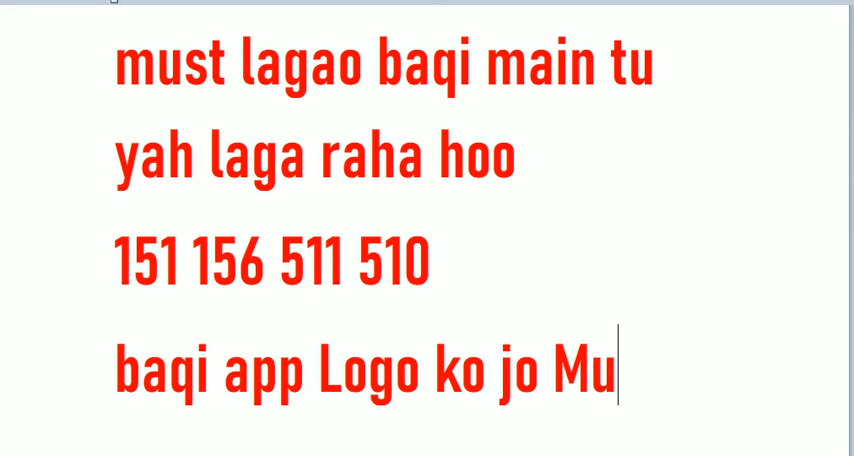 must lagao baqi main tu
yah laga raha hoo
151 156 511 510
baqi app Logo ko jo Mu